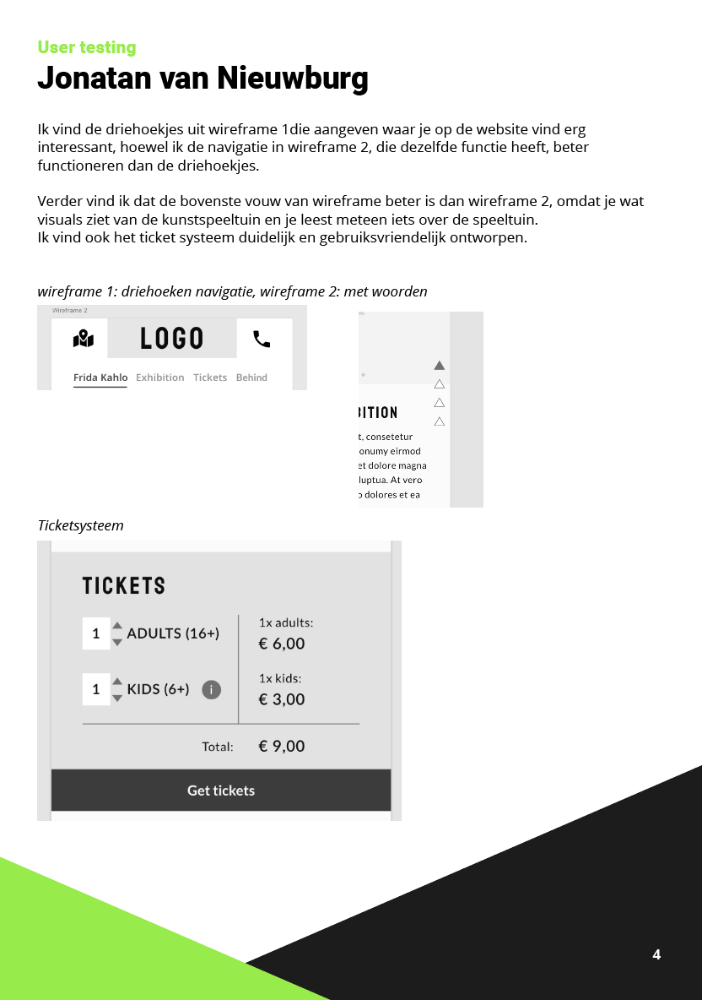 User testing
Jonatan van Nieuwburg
Ik vind de driehoekjes uit wireframe 1die aangeven waar je op de website vind erg
interessant, hoewel ik de navigatie in wireframe 2, die dezelfde functie heeft, beter
functioneren dan de driehoekjes.
Verder vind ik dat de bovenste vouw van wireframe beter is dan wireframe 2, omdat je wat
visuals ziet van de kunstspeeltuin en je leest meteen iets over de speeltuin.
Ik vind ook het ticket systeem duidelijk en gebruiksvriendelijk ontworpen.
wireframe 1: driehoeken navigatie, wireframe 2: met woorden
Wireframe 2
LOGO
Frida Kahlo Exhibition Tickets Behind
BITION
t, consetetur
onumy eirmod
et dolore magna
luptua. At vero
o dolores et ea
Ticketsysteem
TICKETS
1 ADULTS (16+)
1x adults:
€ 6,00
1 KIDS (6+) i
1x kids:
€ 3,00
Total: € 9,00
Get tickets
4